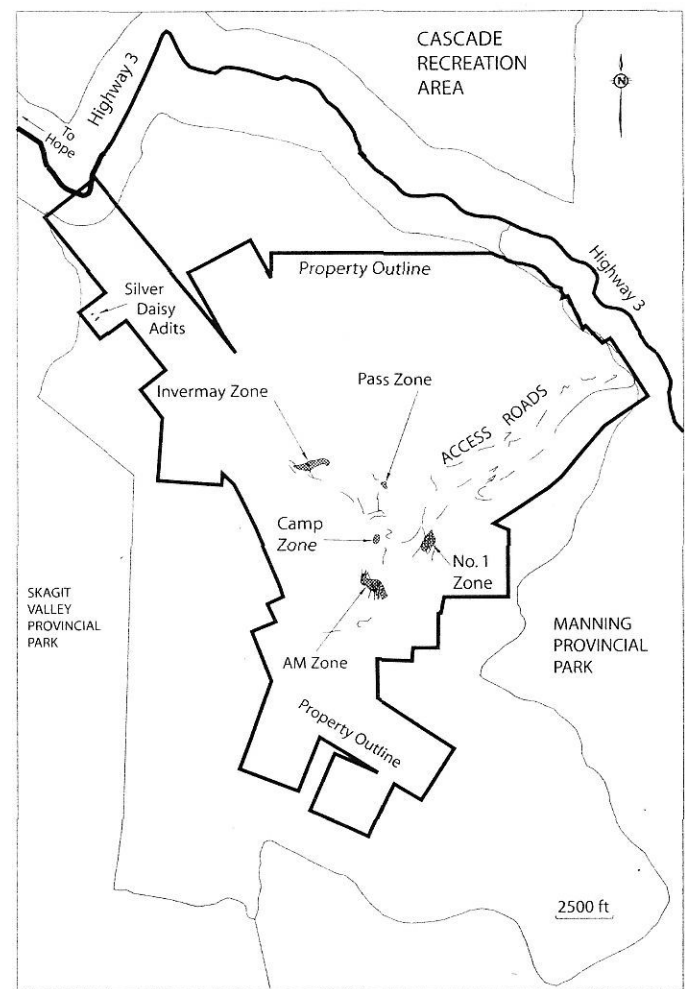 CASCADE
RECREATION
AREA
N
Highway 3
To
Hope
Highway 3
Property Outline
Silver
Daisy
Adits
Invermay Zone
Pass Zone
ACCESS ROADS
Camp
Zone
No. 1
Zone
SKAGIT
VALLEY
PROVINCIAL
PARK
MANNING
PROVINCIAL
PARK
AM Zone
Property Outline
2500 ft